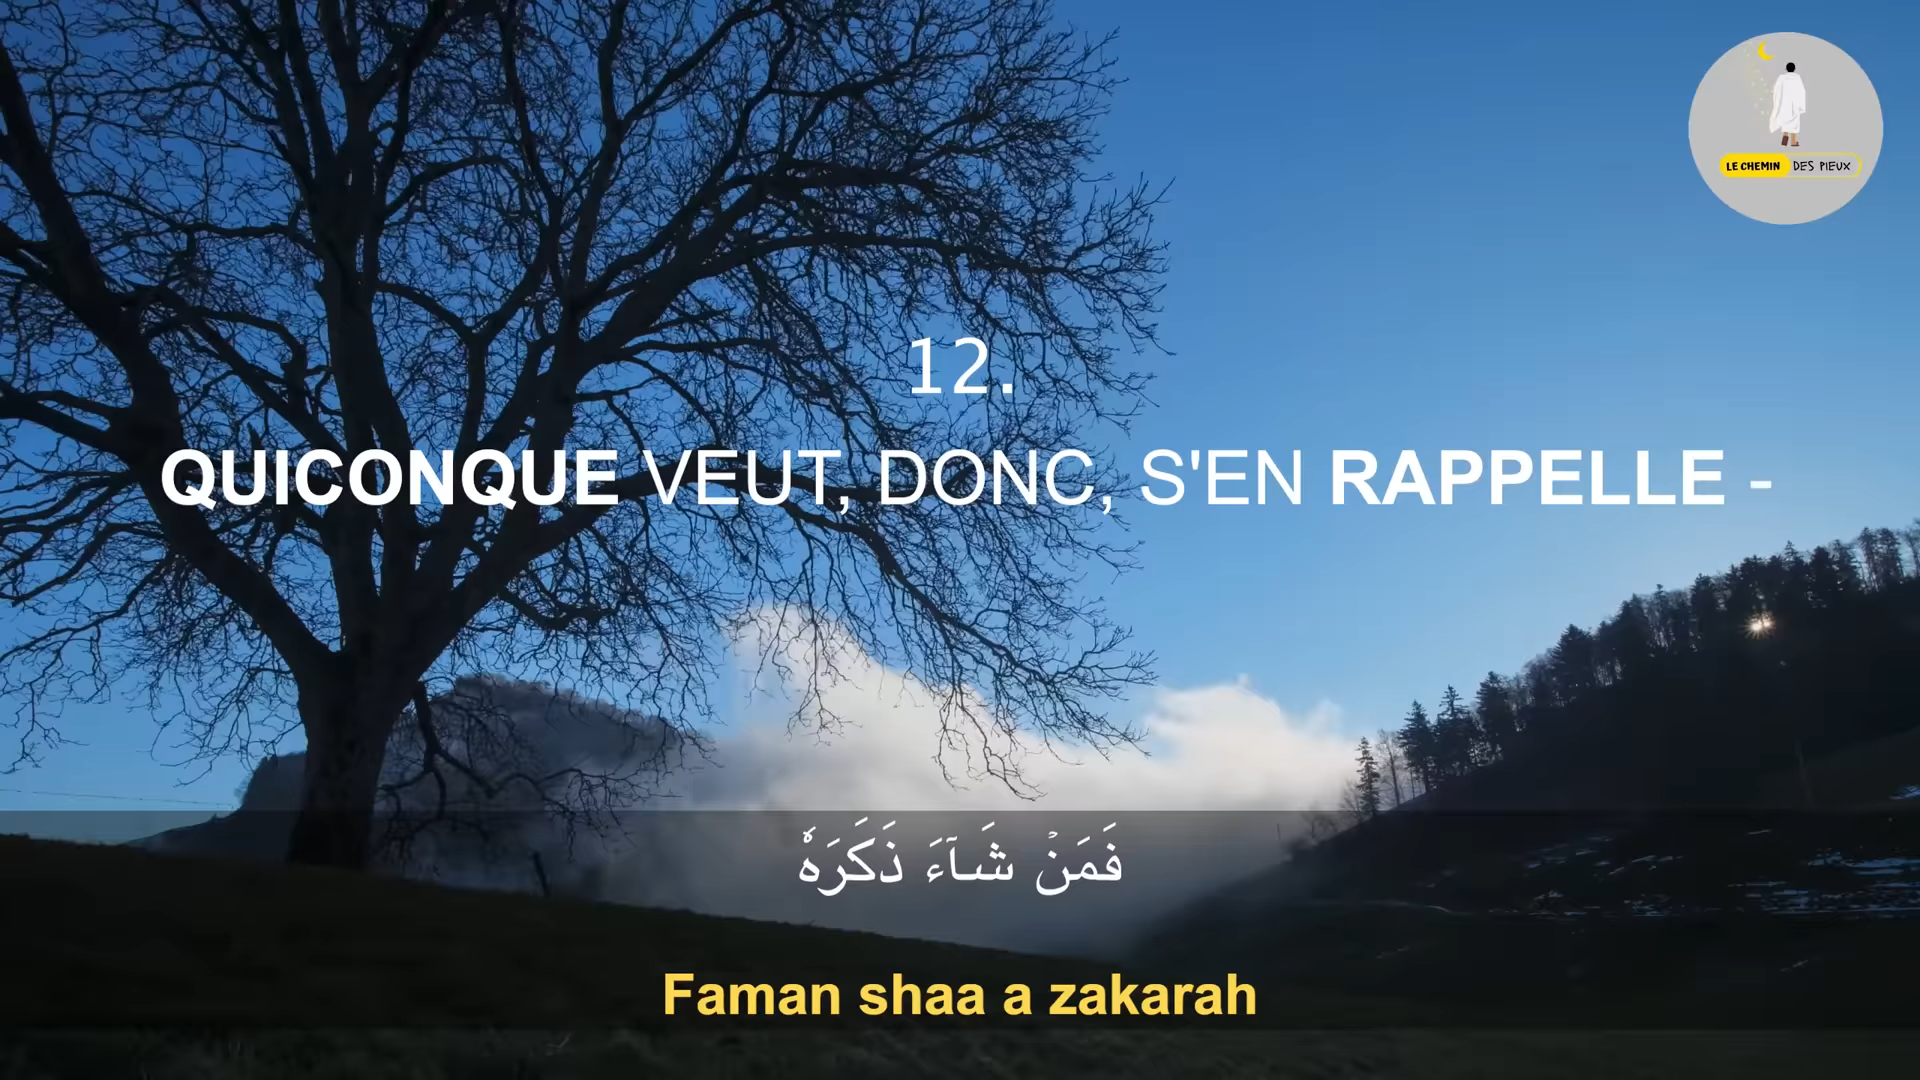 LE CHEMIN DES PIEUX
12.
QUICONQUE VEUT, DONC, S'EN RAPPELLE -
فَمَنۡ شَآءَ ذَكَرَهٗ
Faman shaa a zakarah